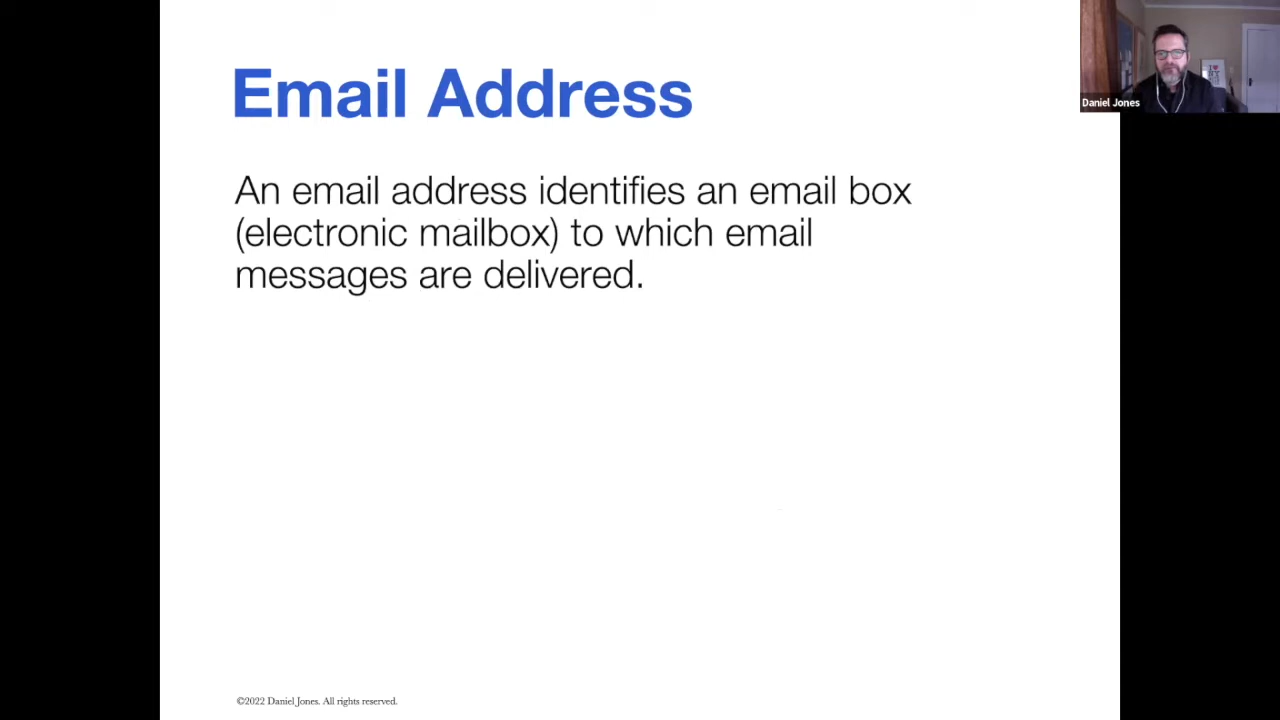 Email Address
Daniel Jones
An email address identifies an email box
(electronic mailbox) to which email
messages are delivered.
©2022 Daniel Jones. All rights reserved.